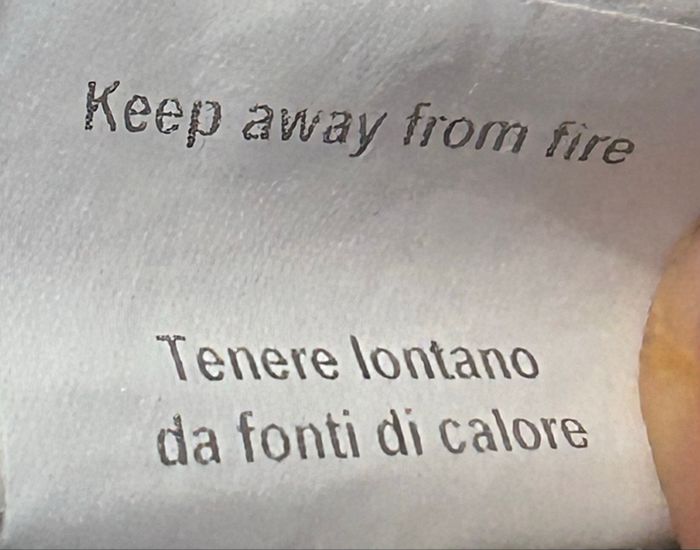 Keep away from fire
Tenere lontano
da fonti di calore